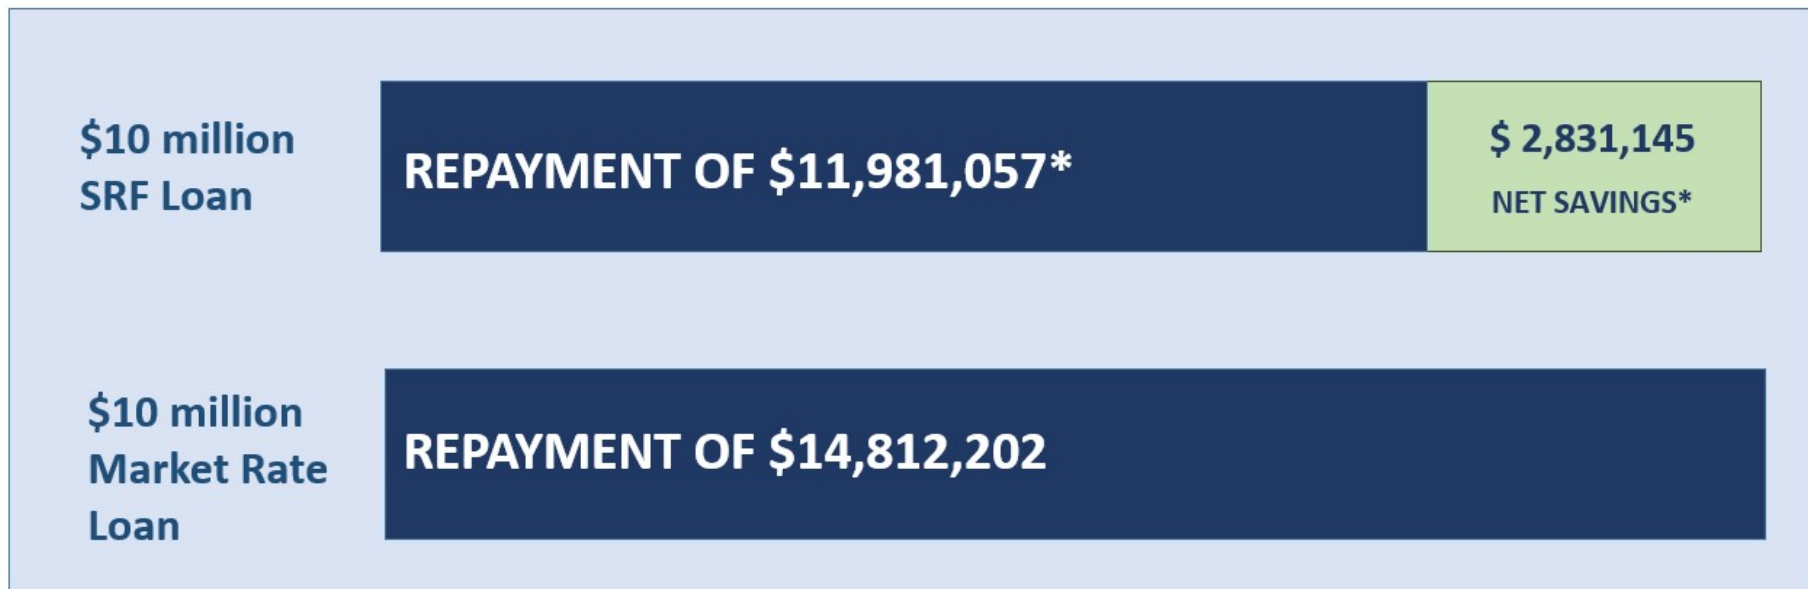 $10 million
SRF Loan
REPAYMENT OF $11,981,057*
$ 2,831,145
NET SAVINGS*
$10 million
Market Rate
Loan
REPAYMENT OF $14,812,202